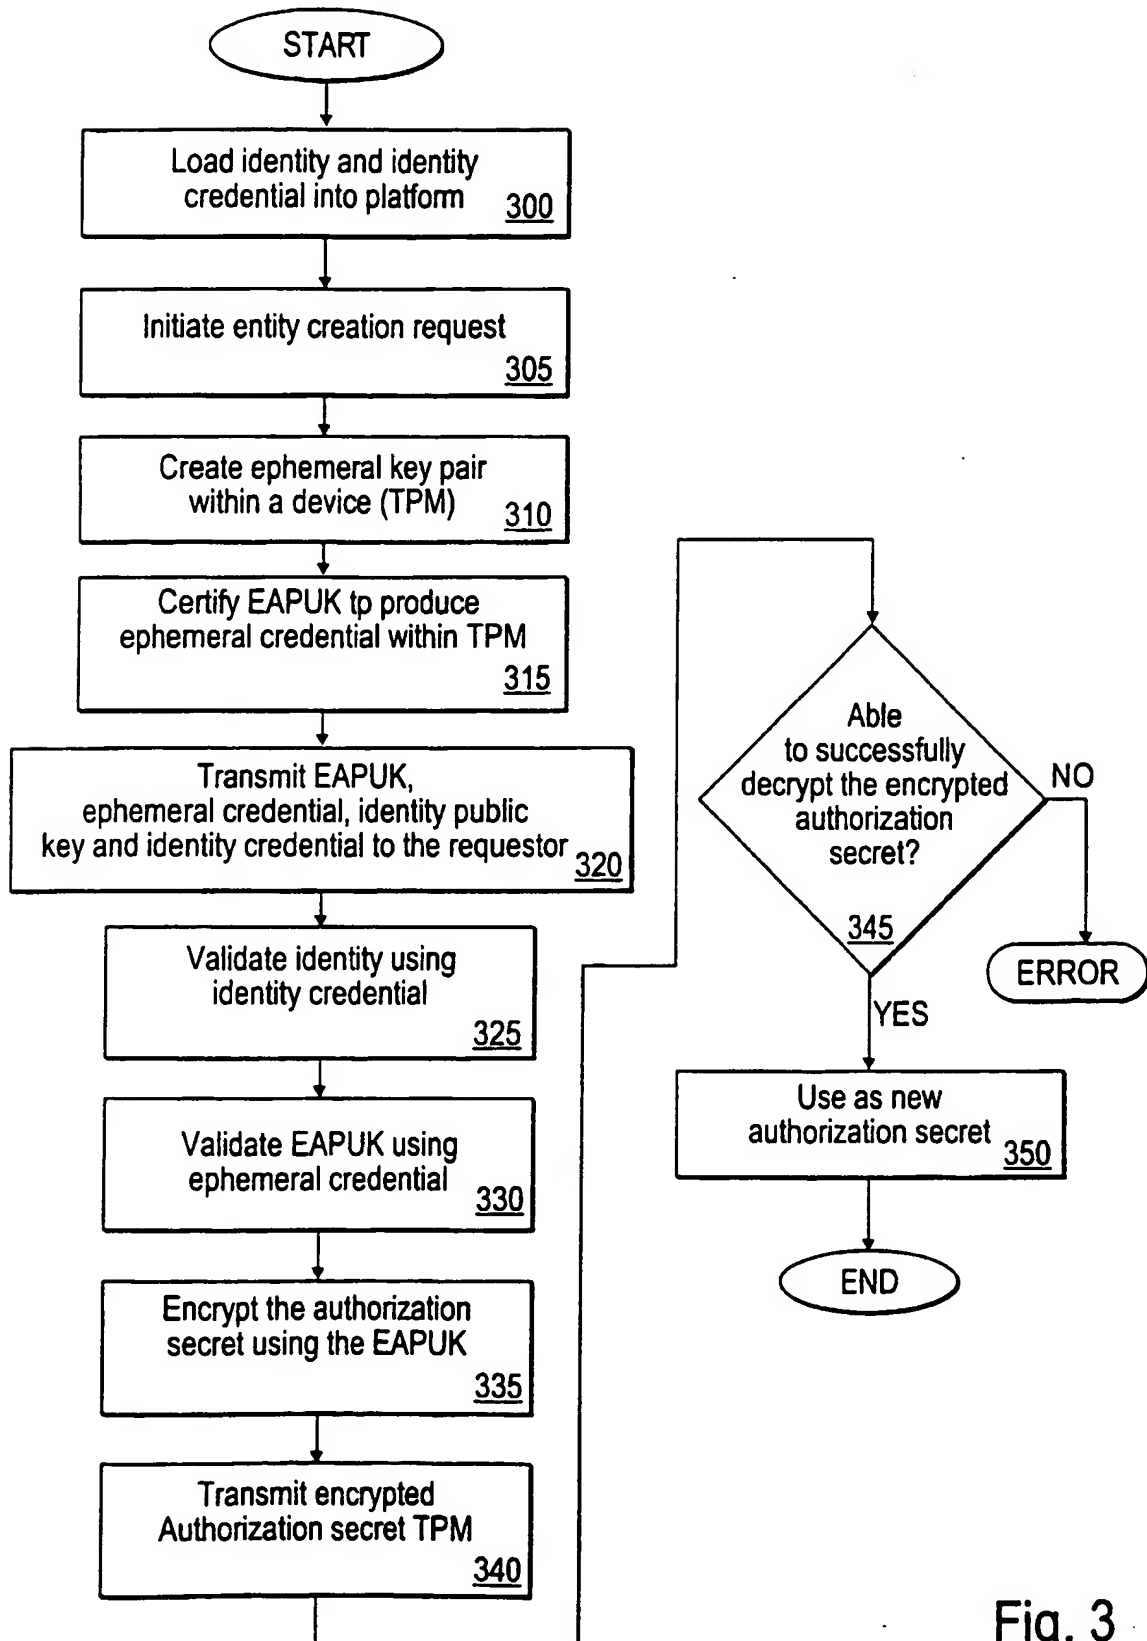 START
Load identity and identity
credential into platform
300
Initiate entity creation request
305
Create ephemeral key pair
within a device (TPM)
310
Certify EAPUK tp produce
ephemeral credential within TPM
315
Transmit EAPUK,
ephemeral credential, identity public
key and identity credential to the requestor
320
Validate identity using
identity credential
325
Validate EAPUK using
ephemeral credential
330
Encrypt the authorization
secret using the EAPUK
335
Transmit encrypted
Authorization secret TPM
340
Able
to successfully
decrypt the encrypted
authorization
secret?
345
NO
ERROR
YES
Use as new
authorization secret
350
END
Fig. 3